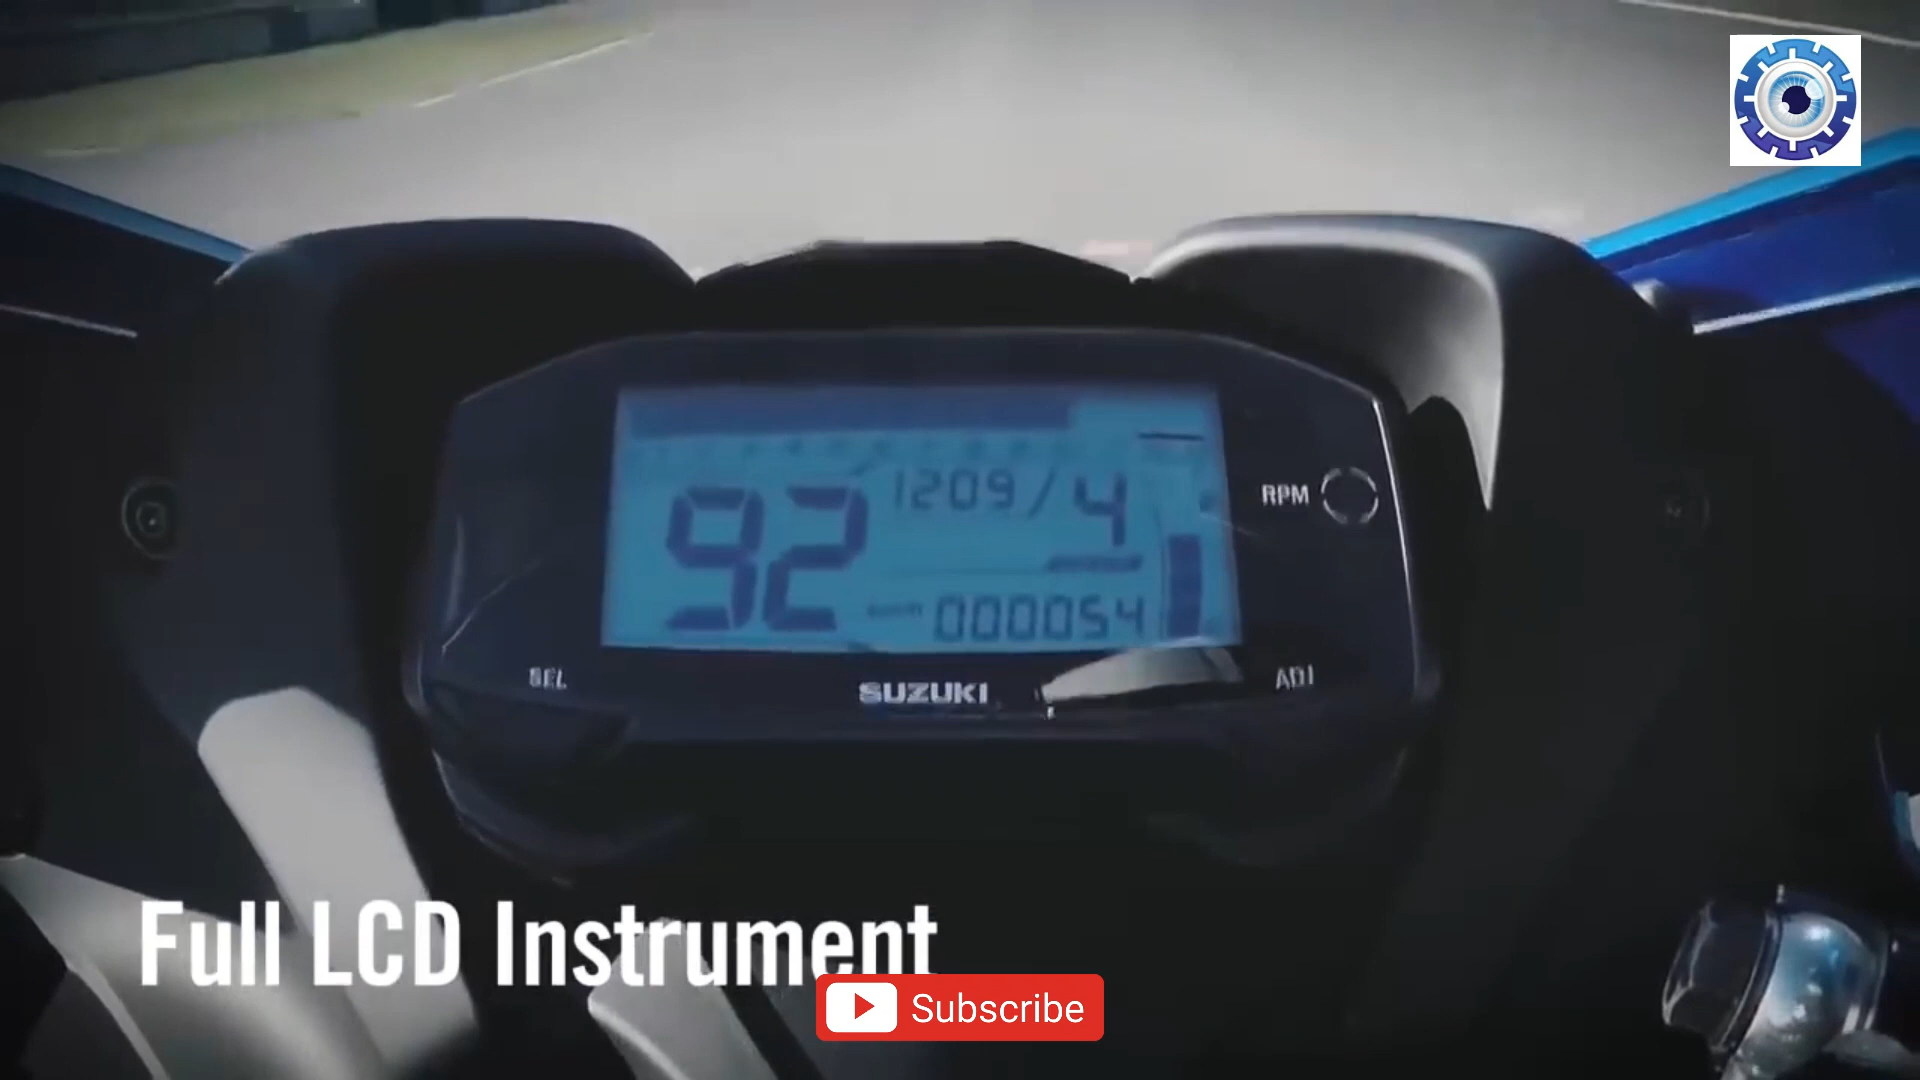 1209/4
92
000054
RPM
SEL
SUZUKI
ADJ
Full LCD Instrument
Subscribe